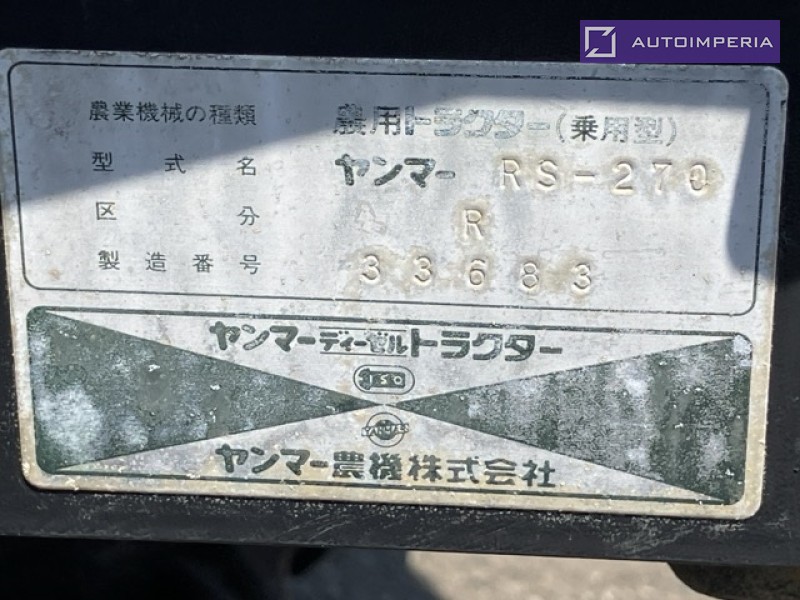 AUTOIMPERIA
農業機械の種類 農用トラクター(乗用型)
型式名 ヤンマー RS-270
区分 R
製造番号 33683
ヤンマーディーゼルトラクター
YANMAR
ヤンマー農機株式会社